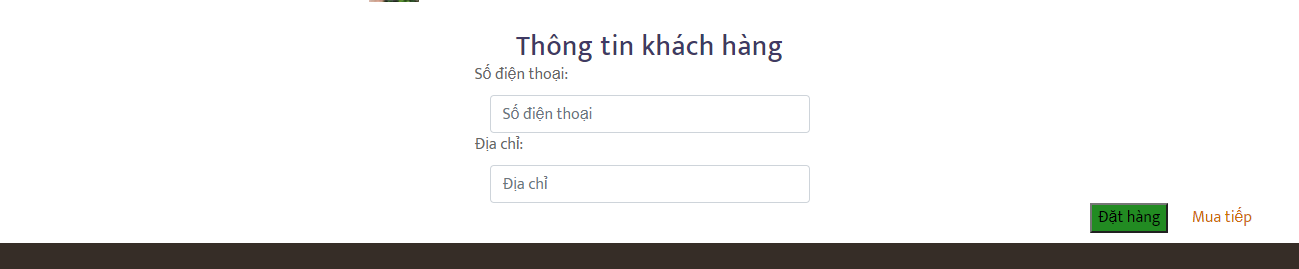 Thông tin khách hàng
Số điện thoại:
Số điện thoại
Địa chỉ:
Địa chỉ
Đặt hàng Mua tiếp